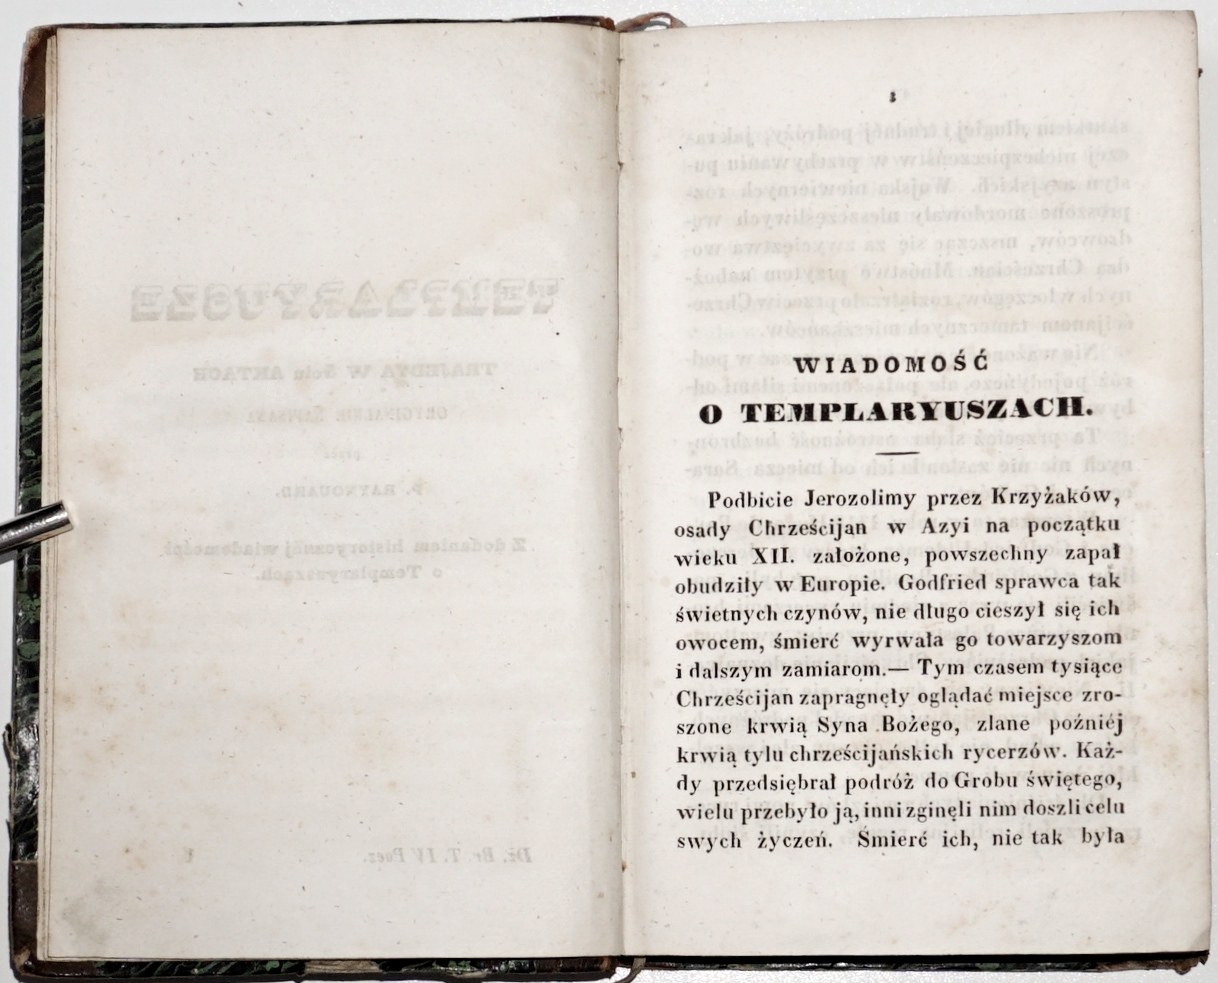 3
WIADOMOŚĆ
O TEMPLARYUSZACH.
Podbicie Jerozolimy przez Krzyżaków,
osady Chrześcijan w Azyi na początku
wieku XII. założone, powszechny zapał
obudziły w Europie. Godfried sprawca tak
świetnych czynów, nie długo cieszył się ich
owocem, śmierć wyrwała go towarzyszom
i dalszym zamiarom.— Tym czasem tysiące
Chrześcijan zapragnęły oglądać miejsce zro-
szone krwią Syna Bożego, zlane poźniéj
krwią tylu chrześcijańskich rycerzów. Każ-
dy przedsiębrał podróż do Grobu świętego,
wielu przebyło ją, inni zginęli nim doszli celu
swych życzeń. Śmierć ich, nie tak była